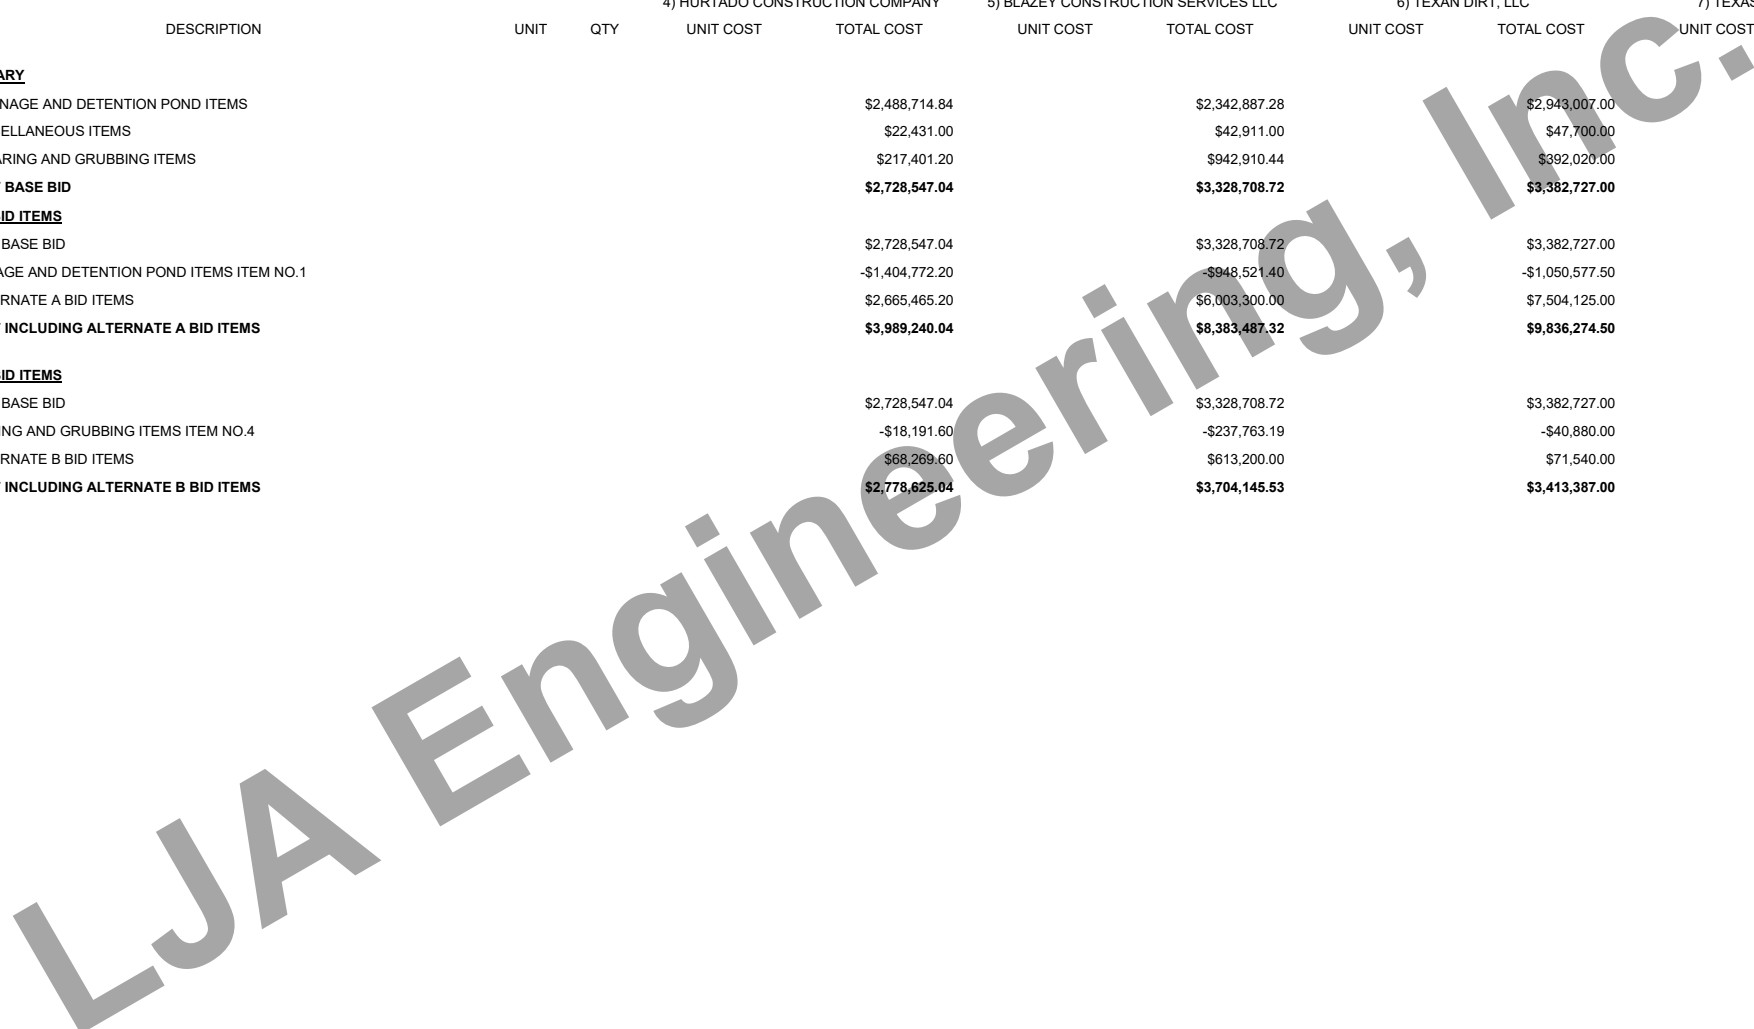 4) HURTADO CONSTRUCTION COMPANY 5) BLAZEY CONSTRUCTION SERVICES LLC 6) TEXAN DIRT, LLC 7) TEXAS
DESCRIPTION UNIT QTY UNIT COST TOTAL COST UNIT COST TOTAL COST UNIT COST TOTAL COST UNIT COST
ARY
NAGE AND DETENTION POND ITEMS $2,488,714.84 $2,342,887.28 $2,943,007.00
ELLANEOUS ITEMS $22,431.00 $42,911.00 $47,700.00
ARING AND GRUBBING ITEMS $217,401.20 $942,910.44 $392,020.00
BASE BID $2,728,547.04 $3,328,708.72 $3,382,727.00
ID ITEMS
BASE BID $2,728,547.04 $3,328,708.72 $3,382,727.00
AGE AND DETENTION POND ITEMS ITEM NO.1 -$1,404,772.20 -$948,521.40 -$1,050,577.50
RNATE A BID ITEMS $2,665,465.20 $6,003,300.00 $7,504,125.00
INCLUDING ALTERNATE A BID ITEMS $3,989,240.04 $8,383,487.32 $9,836,274.50
ID ITEMS
BASE BID $2,728,547.04 $3,328,708.72 $3,382,727.00
ING AND GRUBBING ITEMS ITEM NO.4 -$18,191.60 -$237,763.19 -$40,880.00
RNATE B BID ITEMS $68,269.60 $613,200.00 $71,540.00
INCLUDING ALTERNATE B BID ITEMS $2,778,625.04 $3,704,145.53 $3,413,387.00
LJA Engineering, Inc.